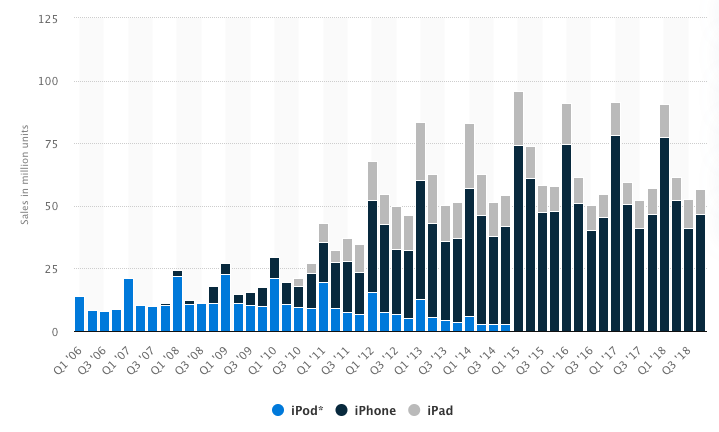 125
100
75
50
25
0
Sales in million units
Q1 '06
Q3 '06
Q1 '07
Q3 '07
Q1 '08
Q3 '08
Q1 '09
Q3 '09
Q1 '10
Q3 '10
Q1 '11
Q3 '11
Q1 '12
Q3 '12
Q1 '13
Q3 '13
Q1 '14
Q3 '14
Q1 '15
Q3 '15
Q1 '16
Q3 '16
Q1 '17
Q3 '17
Q1 '18
Q3 '18
iPod* iPhone iPad